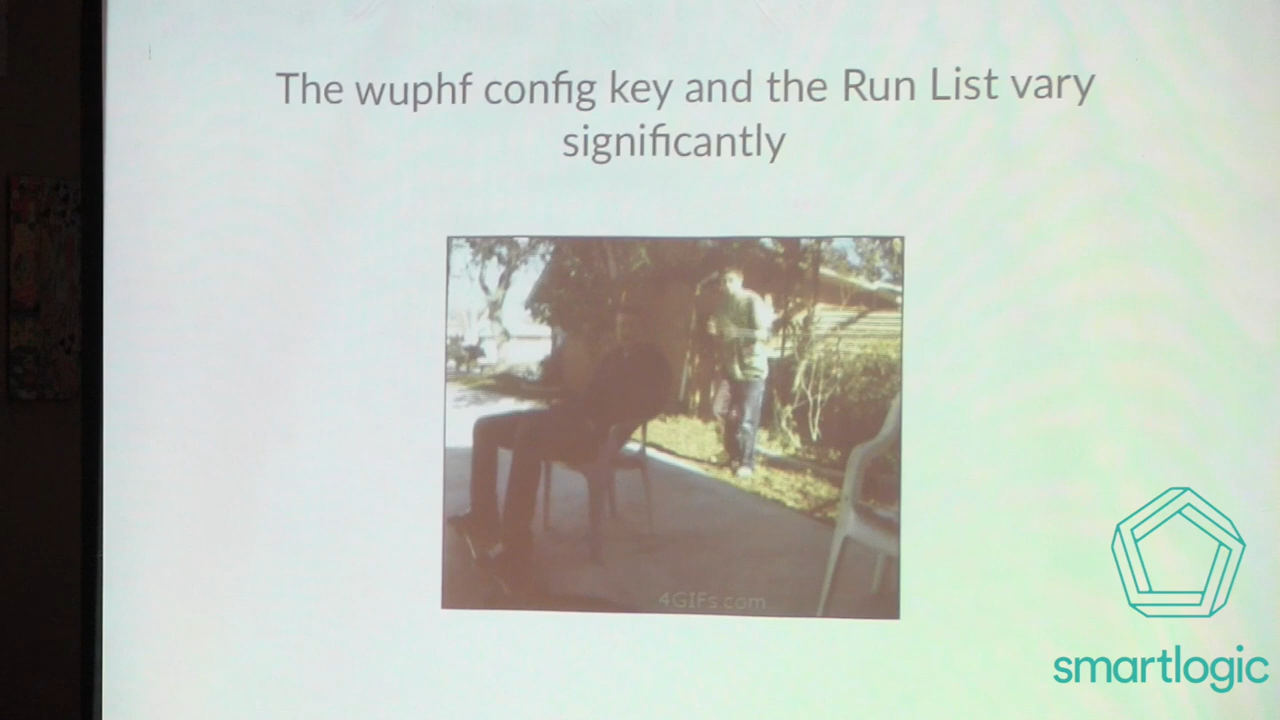 The wuphf config key and the Run List vary
significantly
4GIFs.com
smartlogic